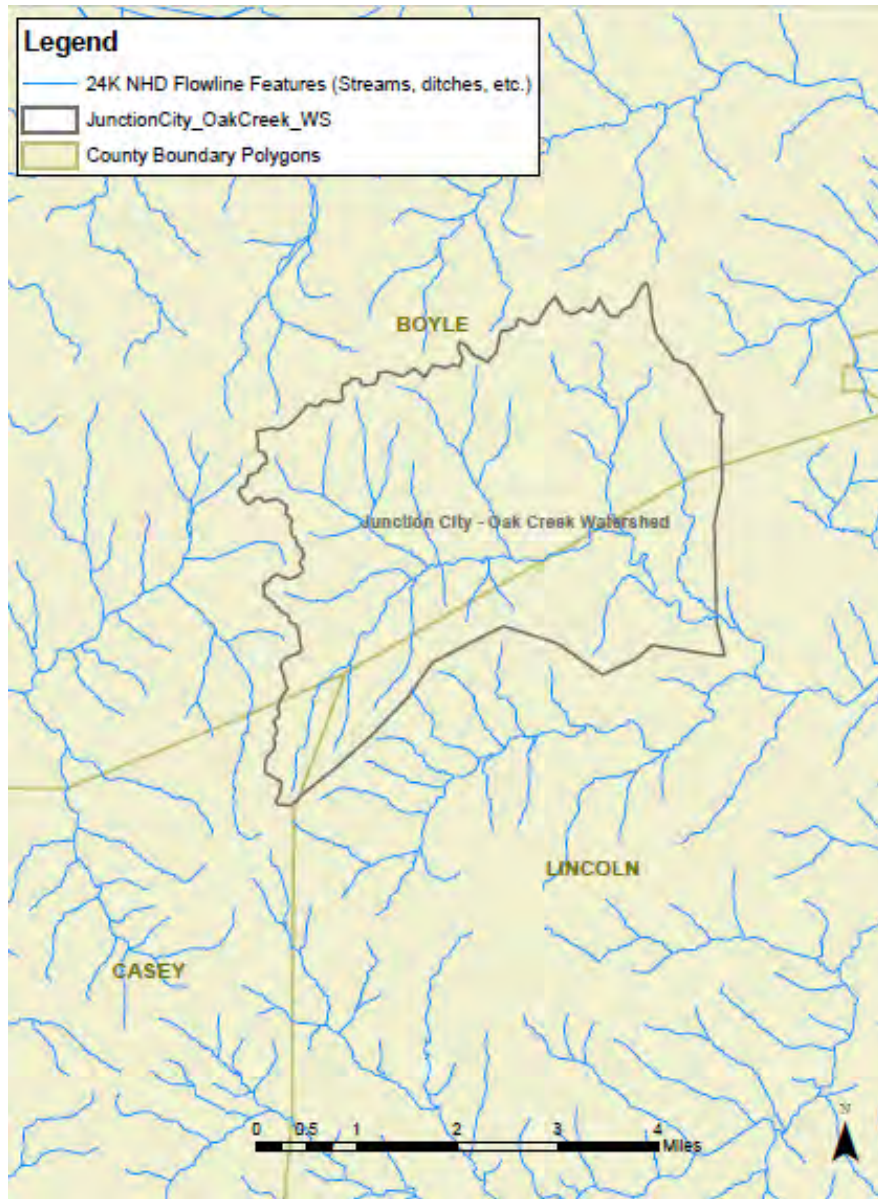 Legend
24K NHD Flowline Features (Streams, ditches, etc.)
JunctionCity_OakCreek_WS
County Boundary Polygons
BOYLE
Junction City - Oak Creek Watershed
LINCOLN
CASEY
N
0 0.5 1 2 3 4
Miles